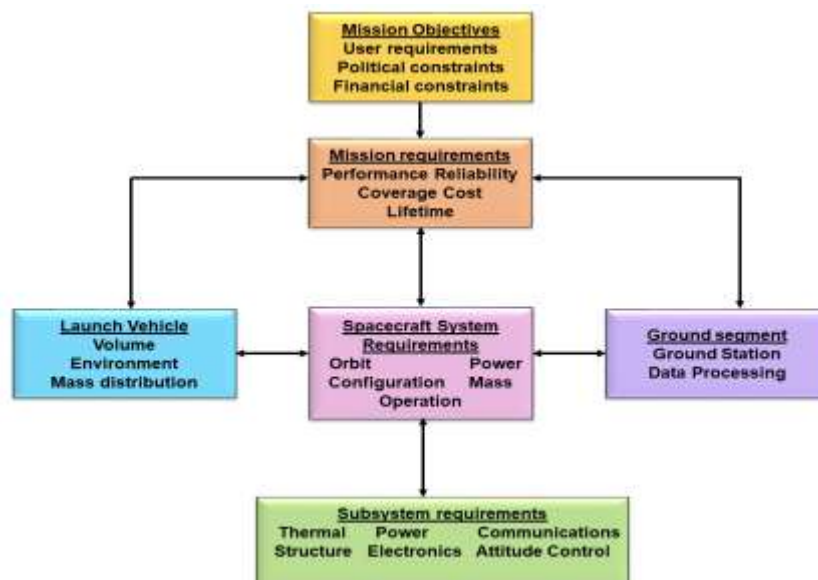 Mission Objectives
User requirements
Political constraints
Financial constraints
Mission requirements
Performance Reliability
Coverage Cost
Lifetime
Launch Vehicle
Volume
Environment
Mass distribution
Spacecraft System
Requirements
Orbit Power
Configuration Mass
Operation
Ground segment
Ground Station
Data Processing
Subsystem requirements
Thermal Power Communications
Structure Electronics Attitude Control